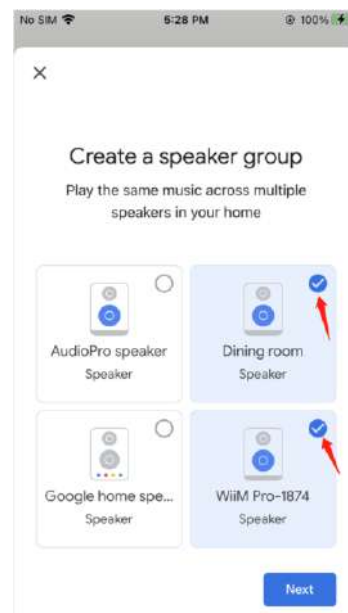 No SIM 5:28 PM 100%
Create a speaker group
Play the same music across multiple
speakers in your home
AudioPro speaker
Speaker
Dining room
Speaker
Google home spe...
Speaker
WiiM Pro-1874
Speaker
Next